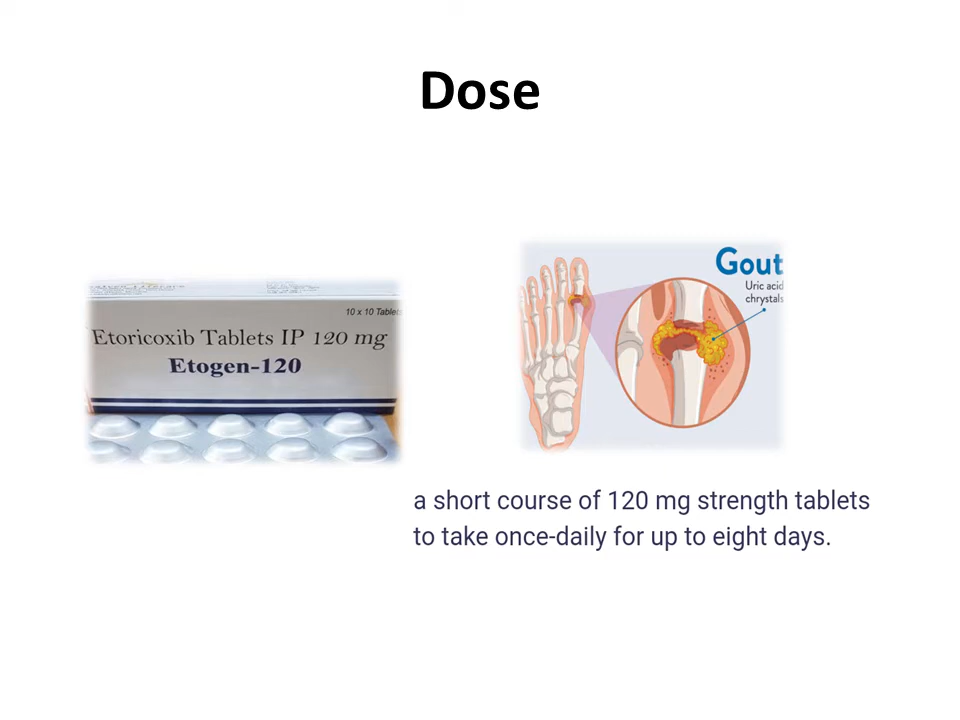 Dose
10 x 10 Tablets
Etoricoxib Tablets IP 120 mg
Etogen-120
Gout
Uric acid
chrystals
a short course of 120 mg strength tablets
to take once-daily for up to eight days.